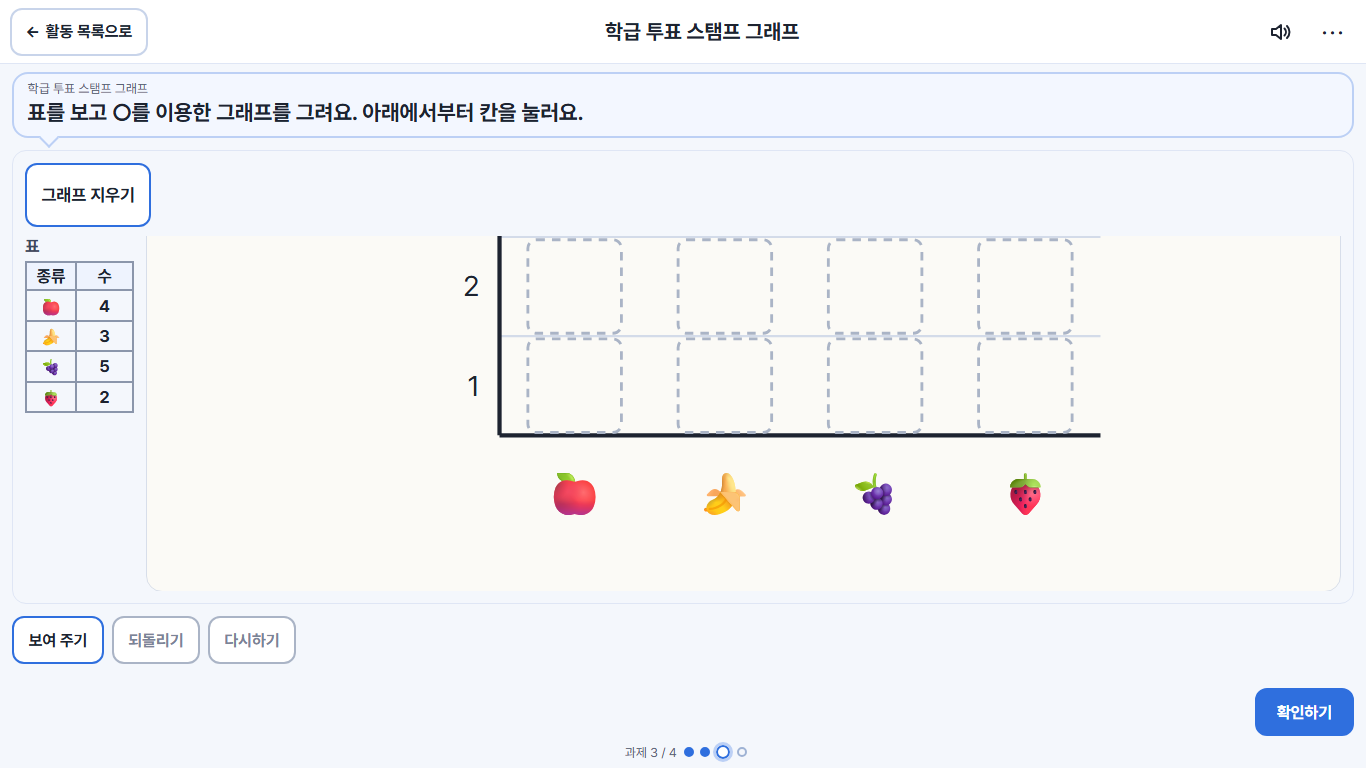 ← 활동 목록으로
학급 투표 스탬프 그래프
학급 투표 스탬프 그래프
표를 보고 ○를 이용한 그래프를 그려요. 아래에서부터 칸을 눌러요.
그래프 지우기
표
종류 수
4
3
5
2
2
1
보여 주기
되돌리기
다시하기
확인하기
과제 3 / 4